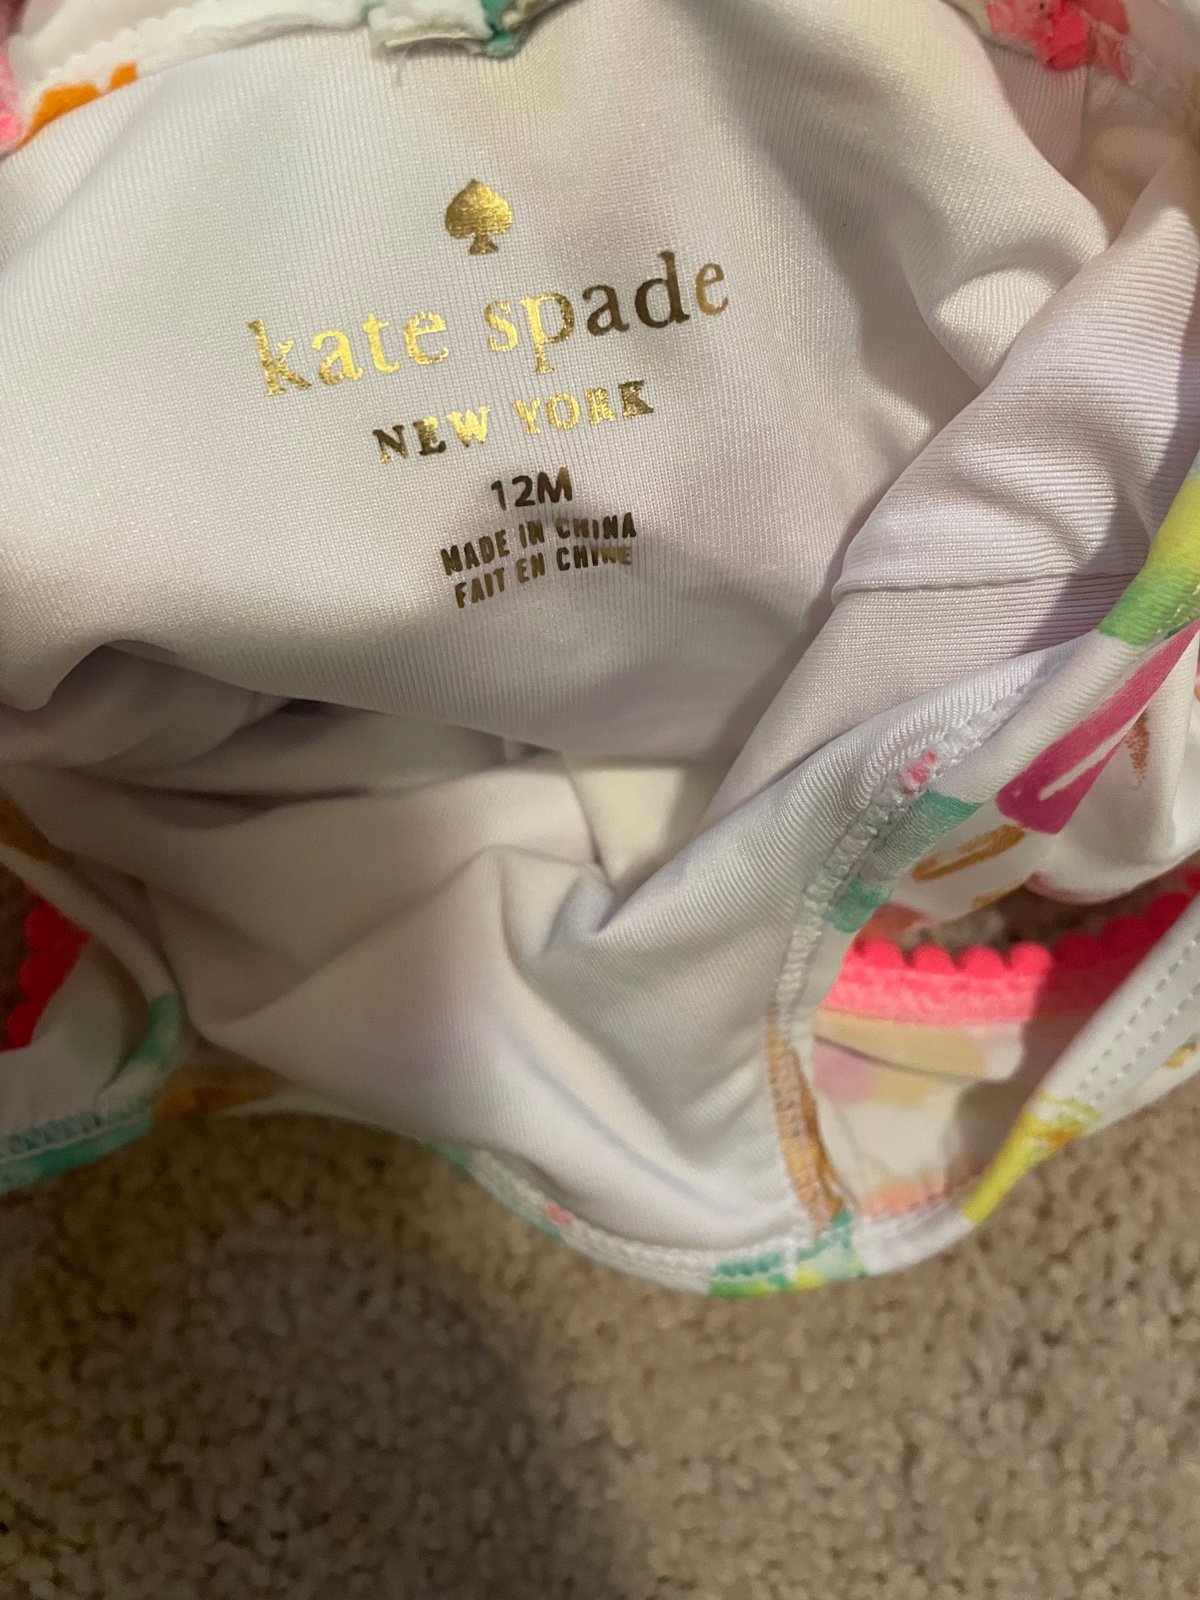 kate spade
NEW YORK
12M
MADE IN CHINA
FAIT EN CHINE